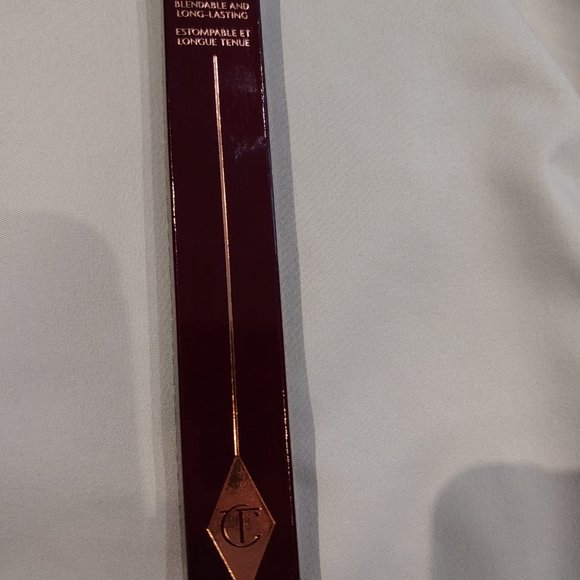 BLENDABLE AND
LONG-LASTING
ESTOMPABLE ET
LONGUE TENUE
CT